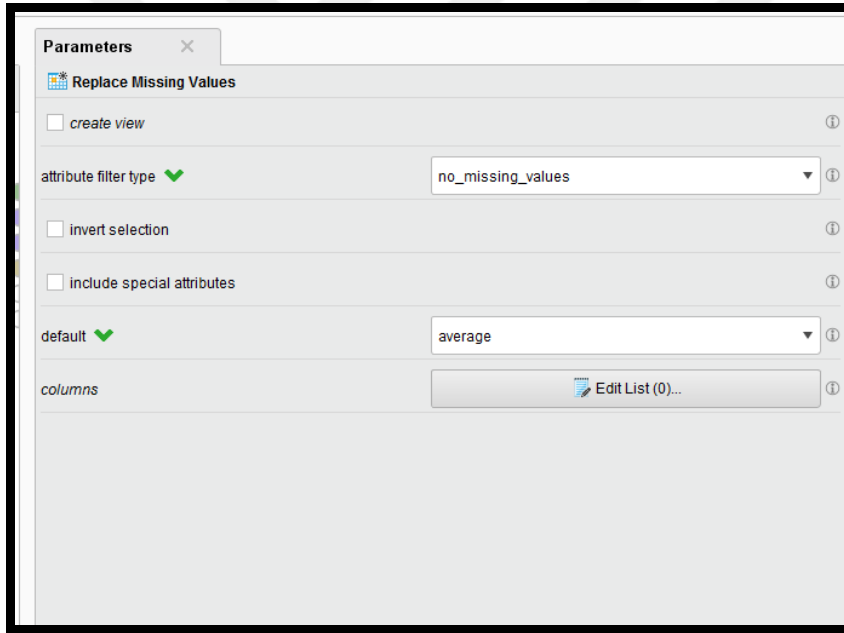 Parameters
Replace Missing Values
create view
attribute filter type no_missing_values
invert selection
include special attributes
default average
columns Edit List (0)...